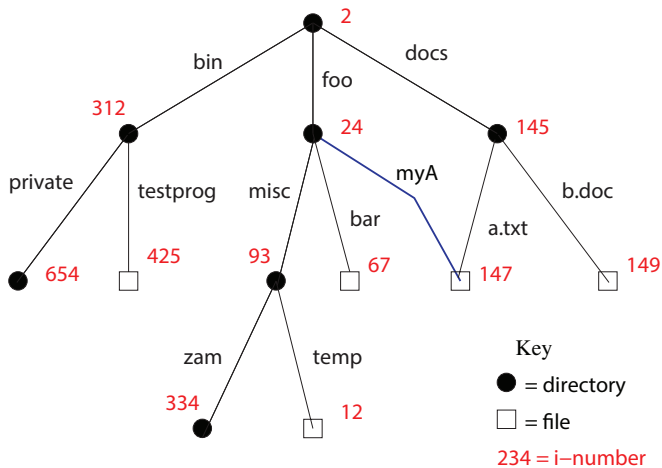 2
bin
foo
docs
312
24
145
private
testprog
misc
myA
bar
a.txt
b.doc
654
425
93
67
147
149
zam
temp
334
12
Key
= directory
= file
234 = i−number